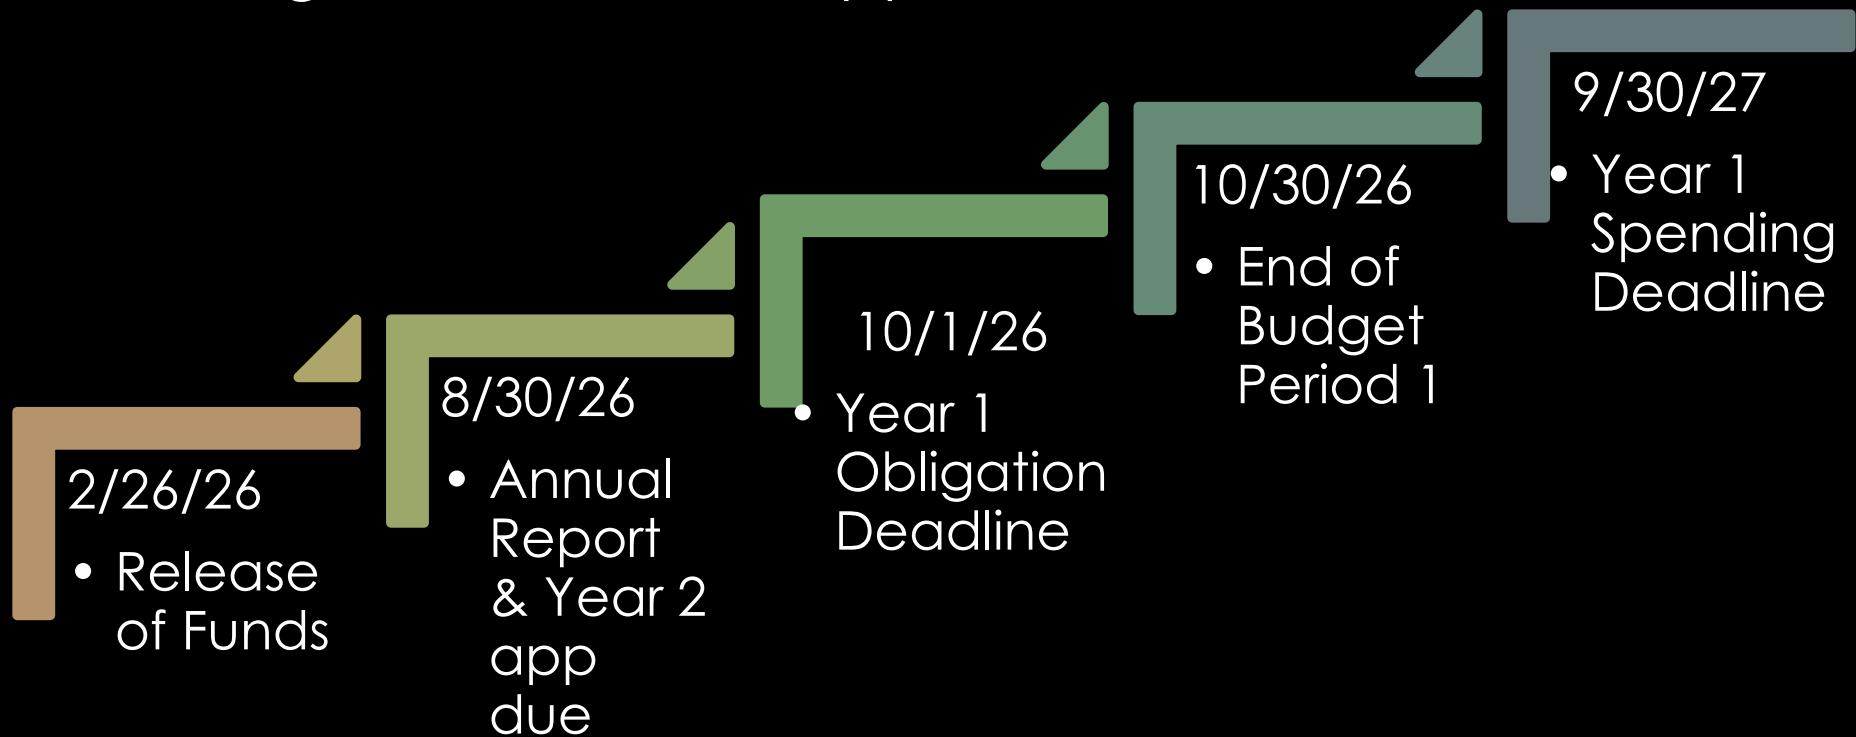 2/26/26
• Release
of Funds
8/30/26
• Annual
Report
& Year 2
app
due
10/1/26
• Year 1
Obligation
Deadline
10/30/26
• End of
Budget
Period 1
9/30/27
• Year 1
Spending
Deadline